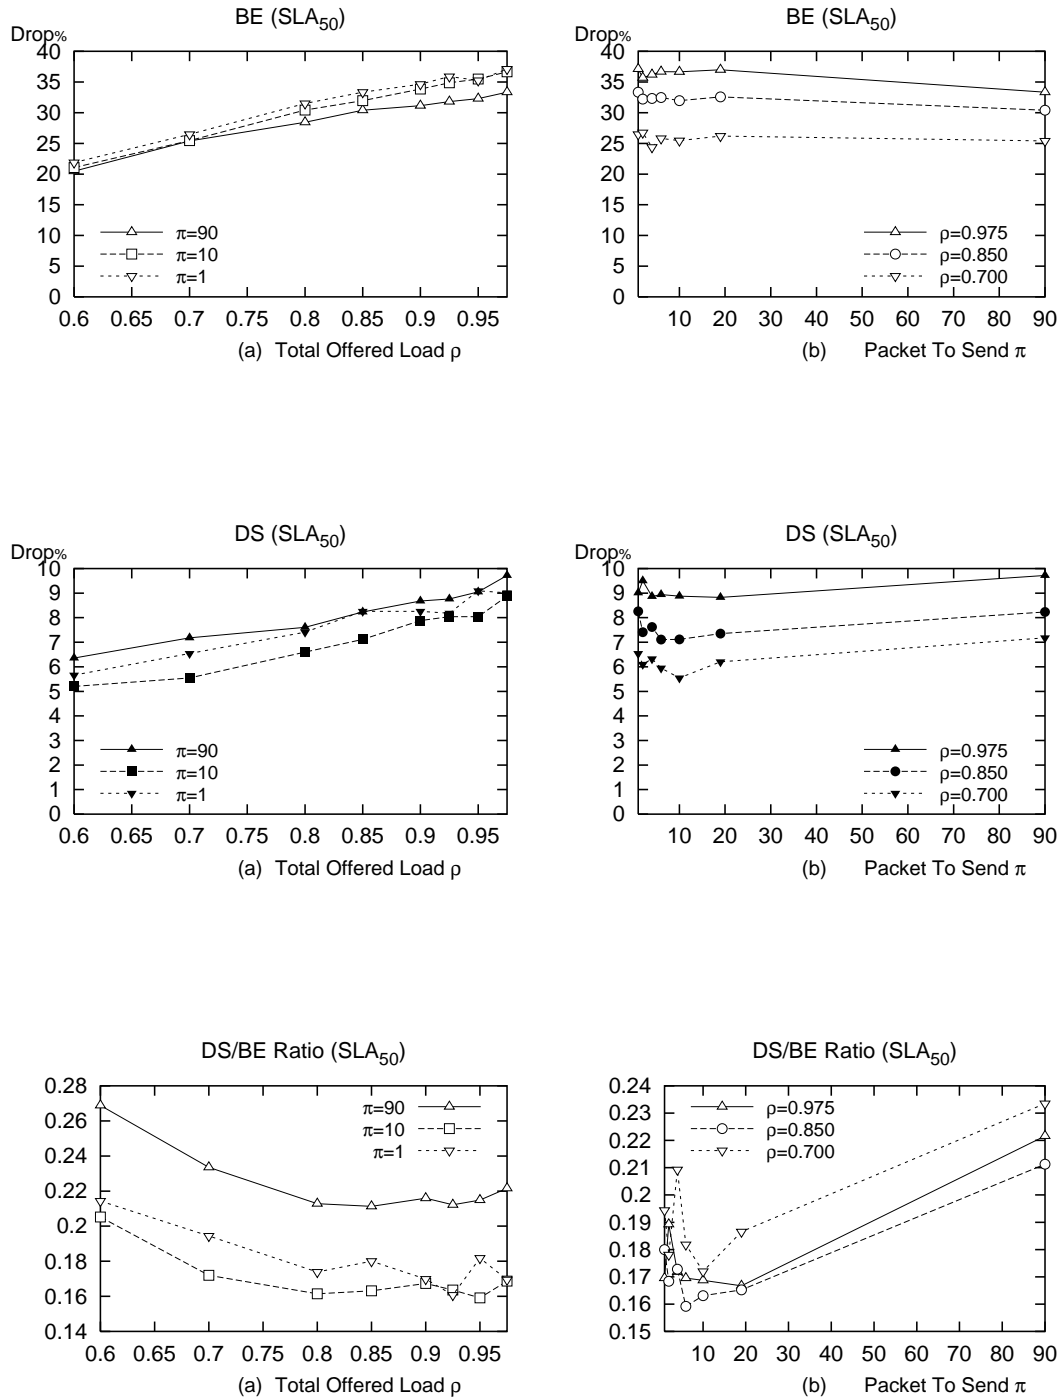 BE (SLA50)
Drop%
40
35
30
25
20
15
10
5
0
π=90
π=10
π=1
0.6 0.65 0.7 0.75 0.8 0.85 0.9 0.95
(a) Total Offered Load ρ
BE (SLA50)
Drop%
40
35
30
25
20
15
10
5
0
ρ=0.975
ρ=0.850
ρ=0.700
10 20 30 40 50 60 70 80 90
(b) Packet To Send π
DS (SLA50)
Drop%
10
9
8
7
6
5
4
3
2
1
0
π=90
π=10
π=1
0.6 0.65 0.7 0.75 0.8 0.85 0.9 0.95
(a) Total Offered Load ρ
DS (SLA50)
Drop%
10
9
8
7
6
5
4
3
2
1
0
ρ=0.975
ρ=0.850
ρ=0.700
10 20 30 40 50 60 70 80 90
(b) Packet To Send π
DS/BE Ratio (SLA50)
0.28
0.26
0.24
0.22
0.2
0.18
0.16
0.14
π=90
π=10
π=1
0.6 0.65 0.7 0.75 0.8 0.85 0.9 0.95
(a) Total Offered Load ρ
DS/BE Ratio (SLA50)
0.24
0.23
0.22
0.21
0.2
0.19
0.18
0.17
0.16
0.15
ρ=0.975
ρ=0.850
ρ=0.700
10 20 30 40 50 60 70 80 90
(b) Packet To Send π